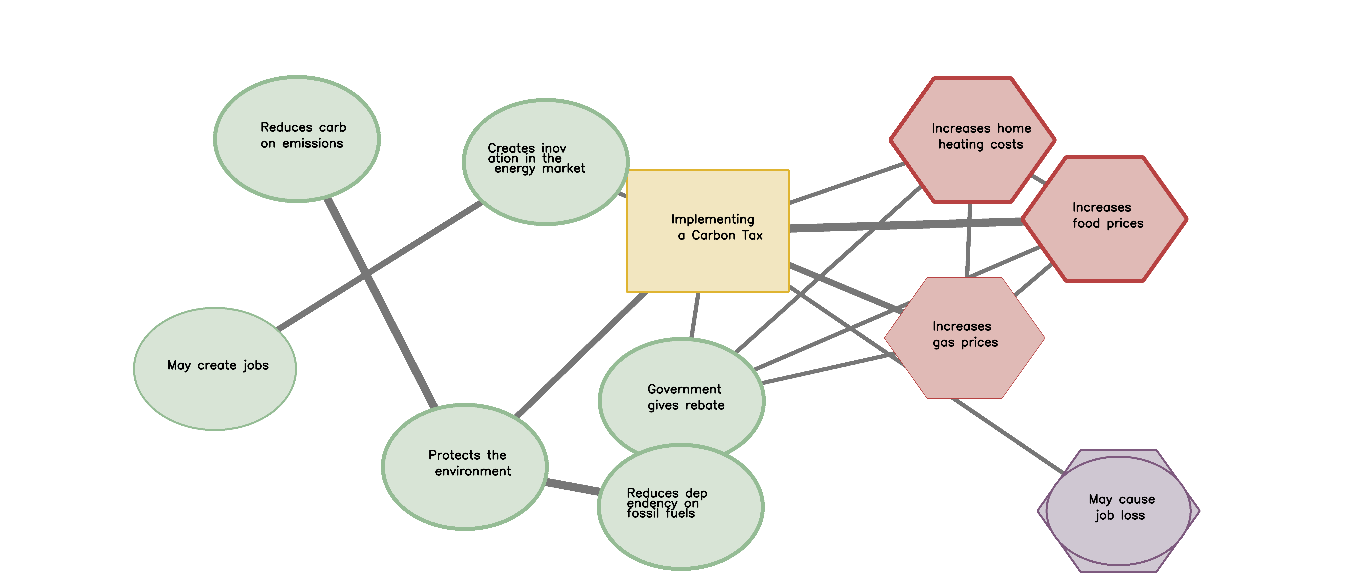 Reduces carb
on emissions
Creates inov
ation in the
energy market
Increases home
heating costs
Implementing
a Carbon Tax
Increases
food prices
Increases
gas prices
May create jobs
Government
gives rebate
Protects the
environment
Reduces dep
endency on
fossil fuels
May cause
job loss